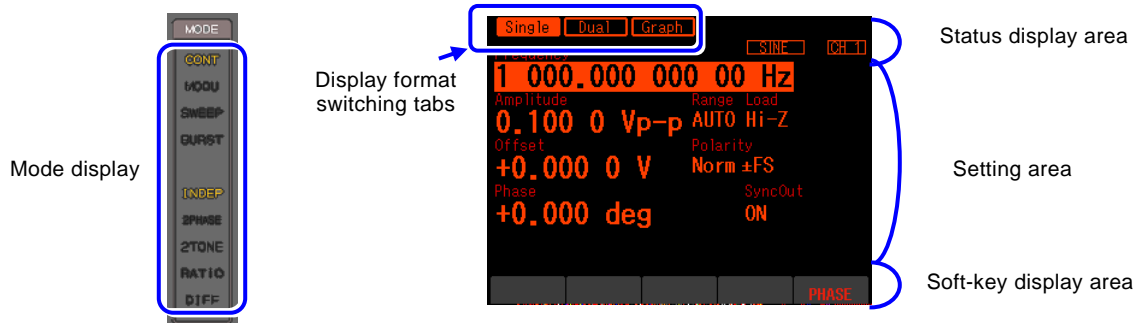 MODE
CONT
MODU
SWEEP
BURST
INDEP
2PHASE
2TONE
RATIO
DIFF
Mode display
Display format
switching tabs
Single Dual Graph
SINE CH 1
Frequency
1 000.000 000 00 Hz
Amplitude Range Load
0.100 0 Vp-p AUTO Hi-Z
Offset Polarity
+0.000 0 V Norm ±FS
Phase SyncOut
+0.000 deg ON
PHASE
Status display area
Setting area
Soft-key display area